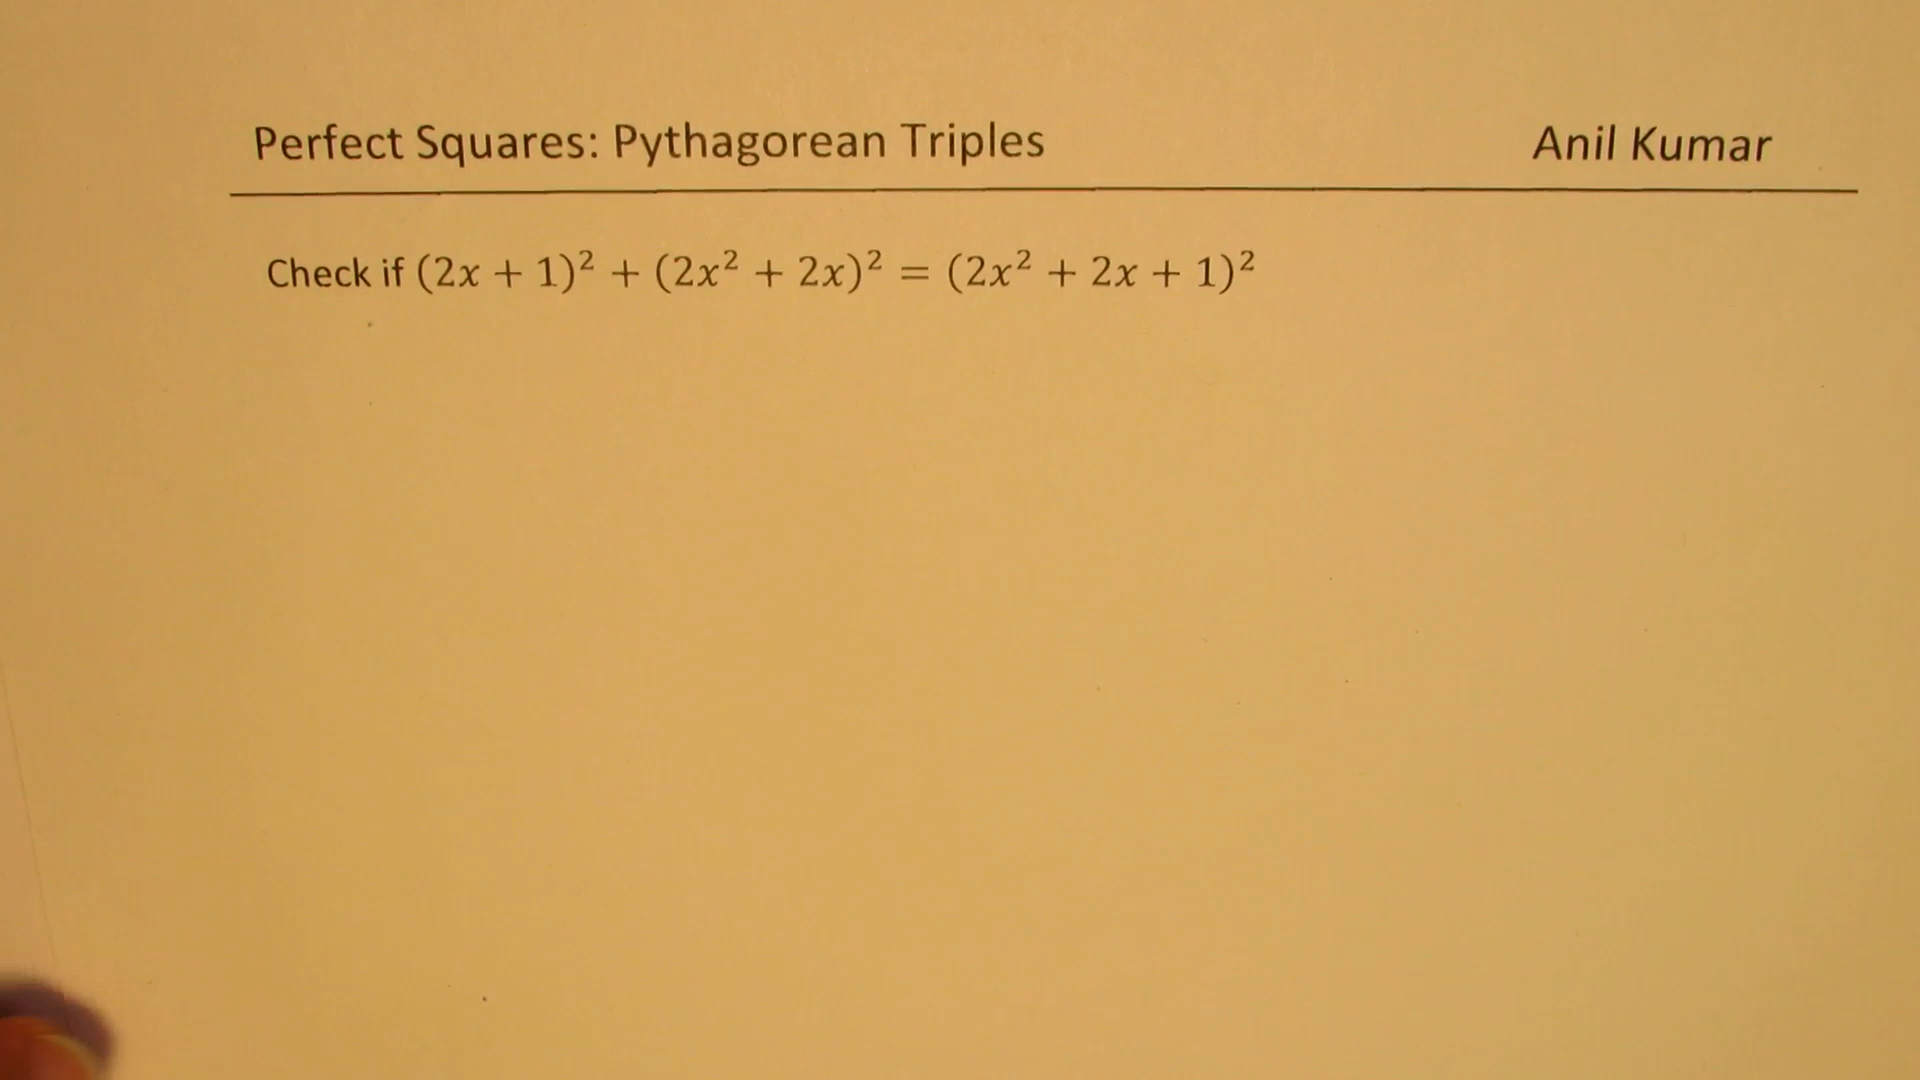 Perfect Squares: Pythagorean Triples Anil Kumar
Check if (2x + 1)² + (2x² + 2x)² = (2x² + 2x + 1)²